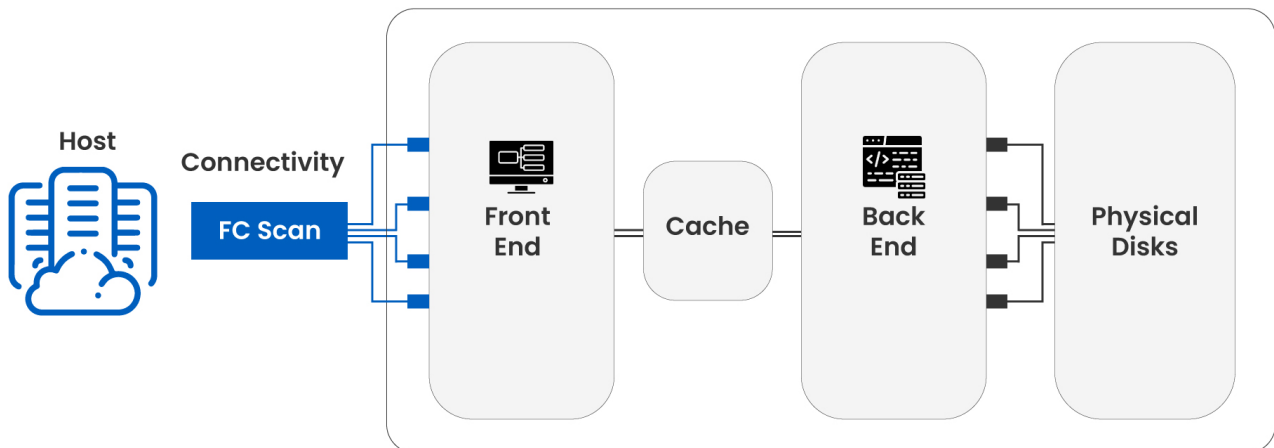 Host
Connectivity
FC Scan
Front
End
Cache
</>
Back
End
Physical
Disks